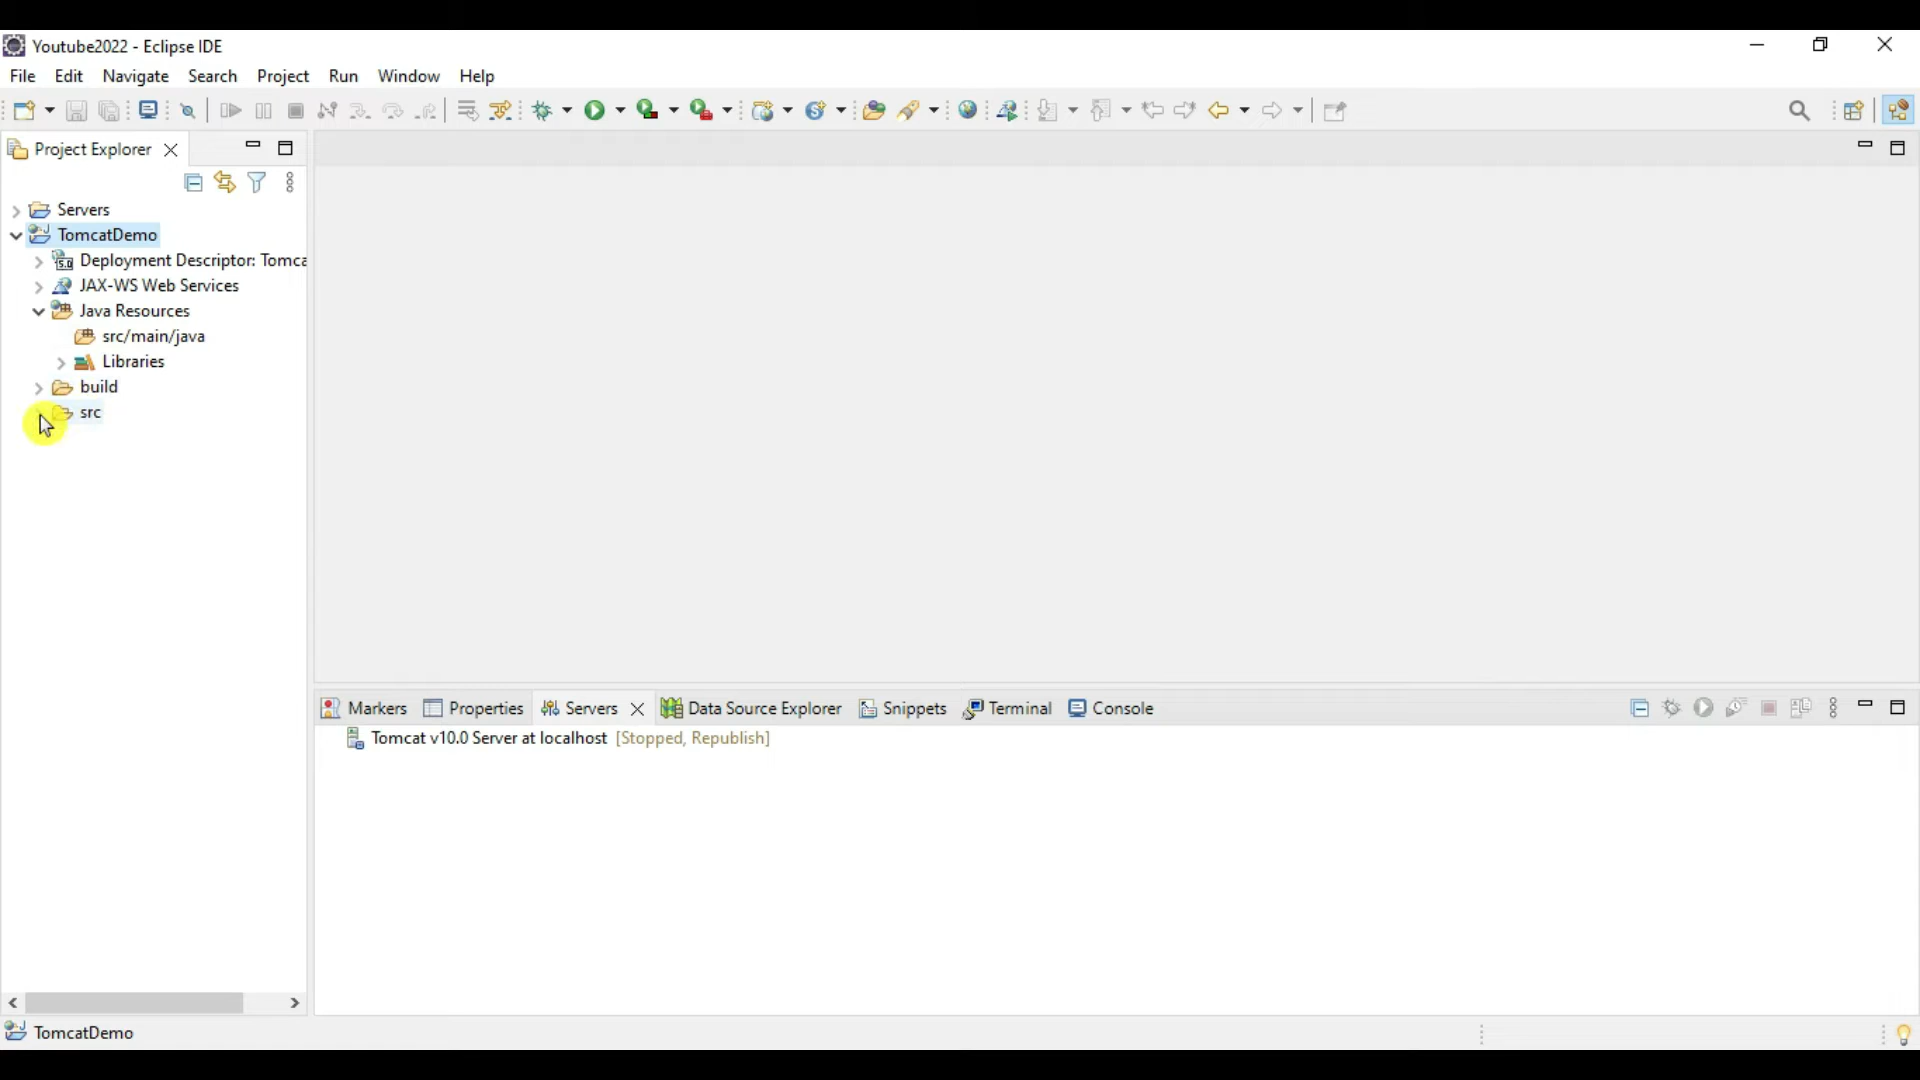 Youtube2022 - Eclipse IDE
File Edit Navigate Search Project Run Window Help
Project Explorer
Servers
TomcatDemo
Deployment Descriptor: Tomca
JAX-WS Web Services
Java Resources
src/main/java
Libraries
build
src
Markers Properties Servers Data Source Explorer Snippets Terminal Console
Tomcat v10.0 Server at localhost [Stopped, Republish]
TomcatDemo